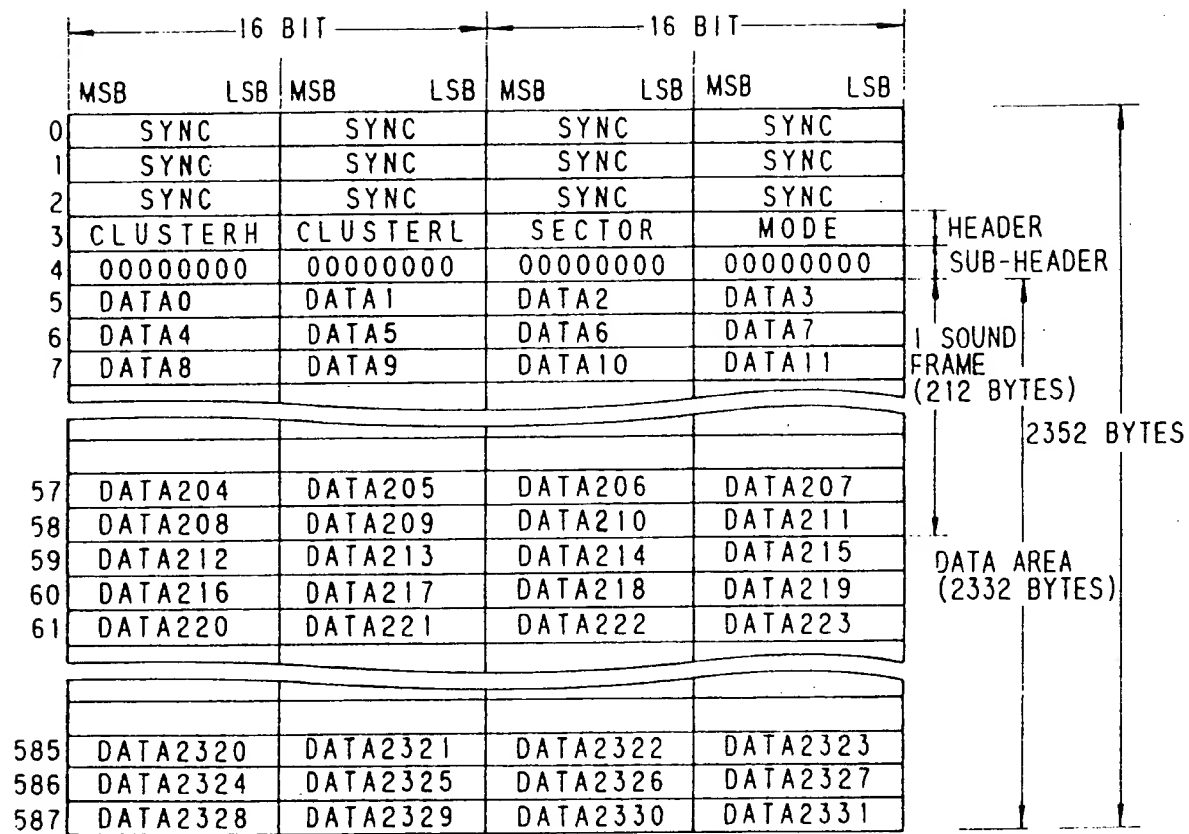 16 BIT 16 BIT
MSB LSB MSB LSB MSB LSB MSB LSB
0 SYNC SYNC SYNC SYNC
1 SYNC SYNC SYNC SYNC
2 SYNC SYNC SYNC SYNC
3 CLUSTERH CLUSTERL SECTOR MODE HEADER
4 00000000 00000000 00000000 00000000 SUB-HEADER
5 DATA0 DATA1 DATA2 DATA3
6 DATA4 DATA5 DATA6 DATA7
7 DATA8 DATA9 DATA10 DATA11
1 SOUND
FRAME
(212 BYTES)
2352 BYTES
57 DATA204 DATA205 DATA206 DATA207
58 DATA208 DATA209 DATA210 DATA211
59 DATA212 DATA213 DATA214 DATA215
60 DATA216 DATA217 DATA218 DATA219
61 DATA220 DATA221 DATA222 DATA223
DATA AREA
(2332 BYTES)
585 DATA2320 DATA2321 DATA2322 DATA2323
586 DATA2324 DATA2325 DATA2326 DATA2327
587 DATA2328 DATA2329 DATA2330 DATA2331